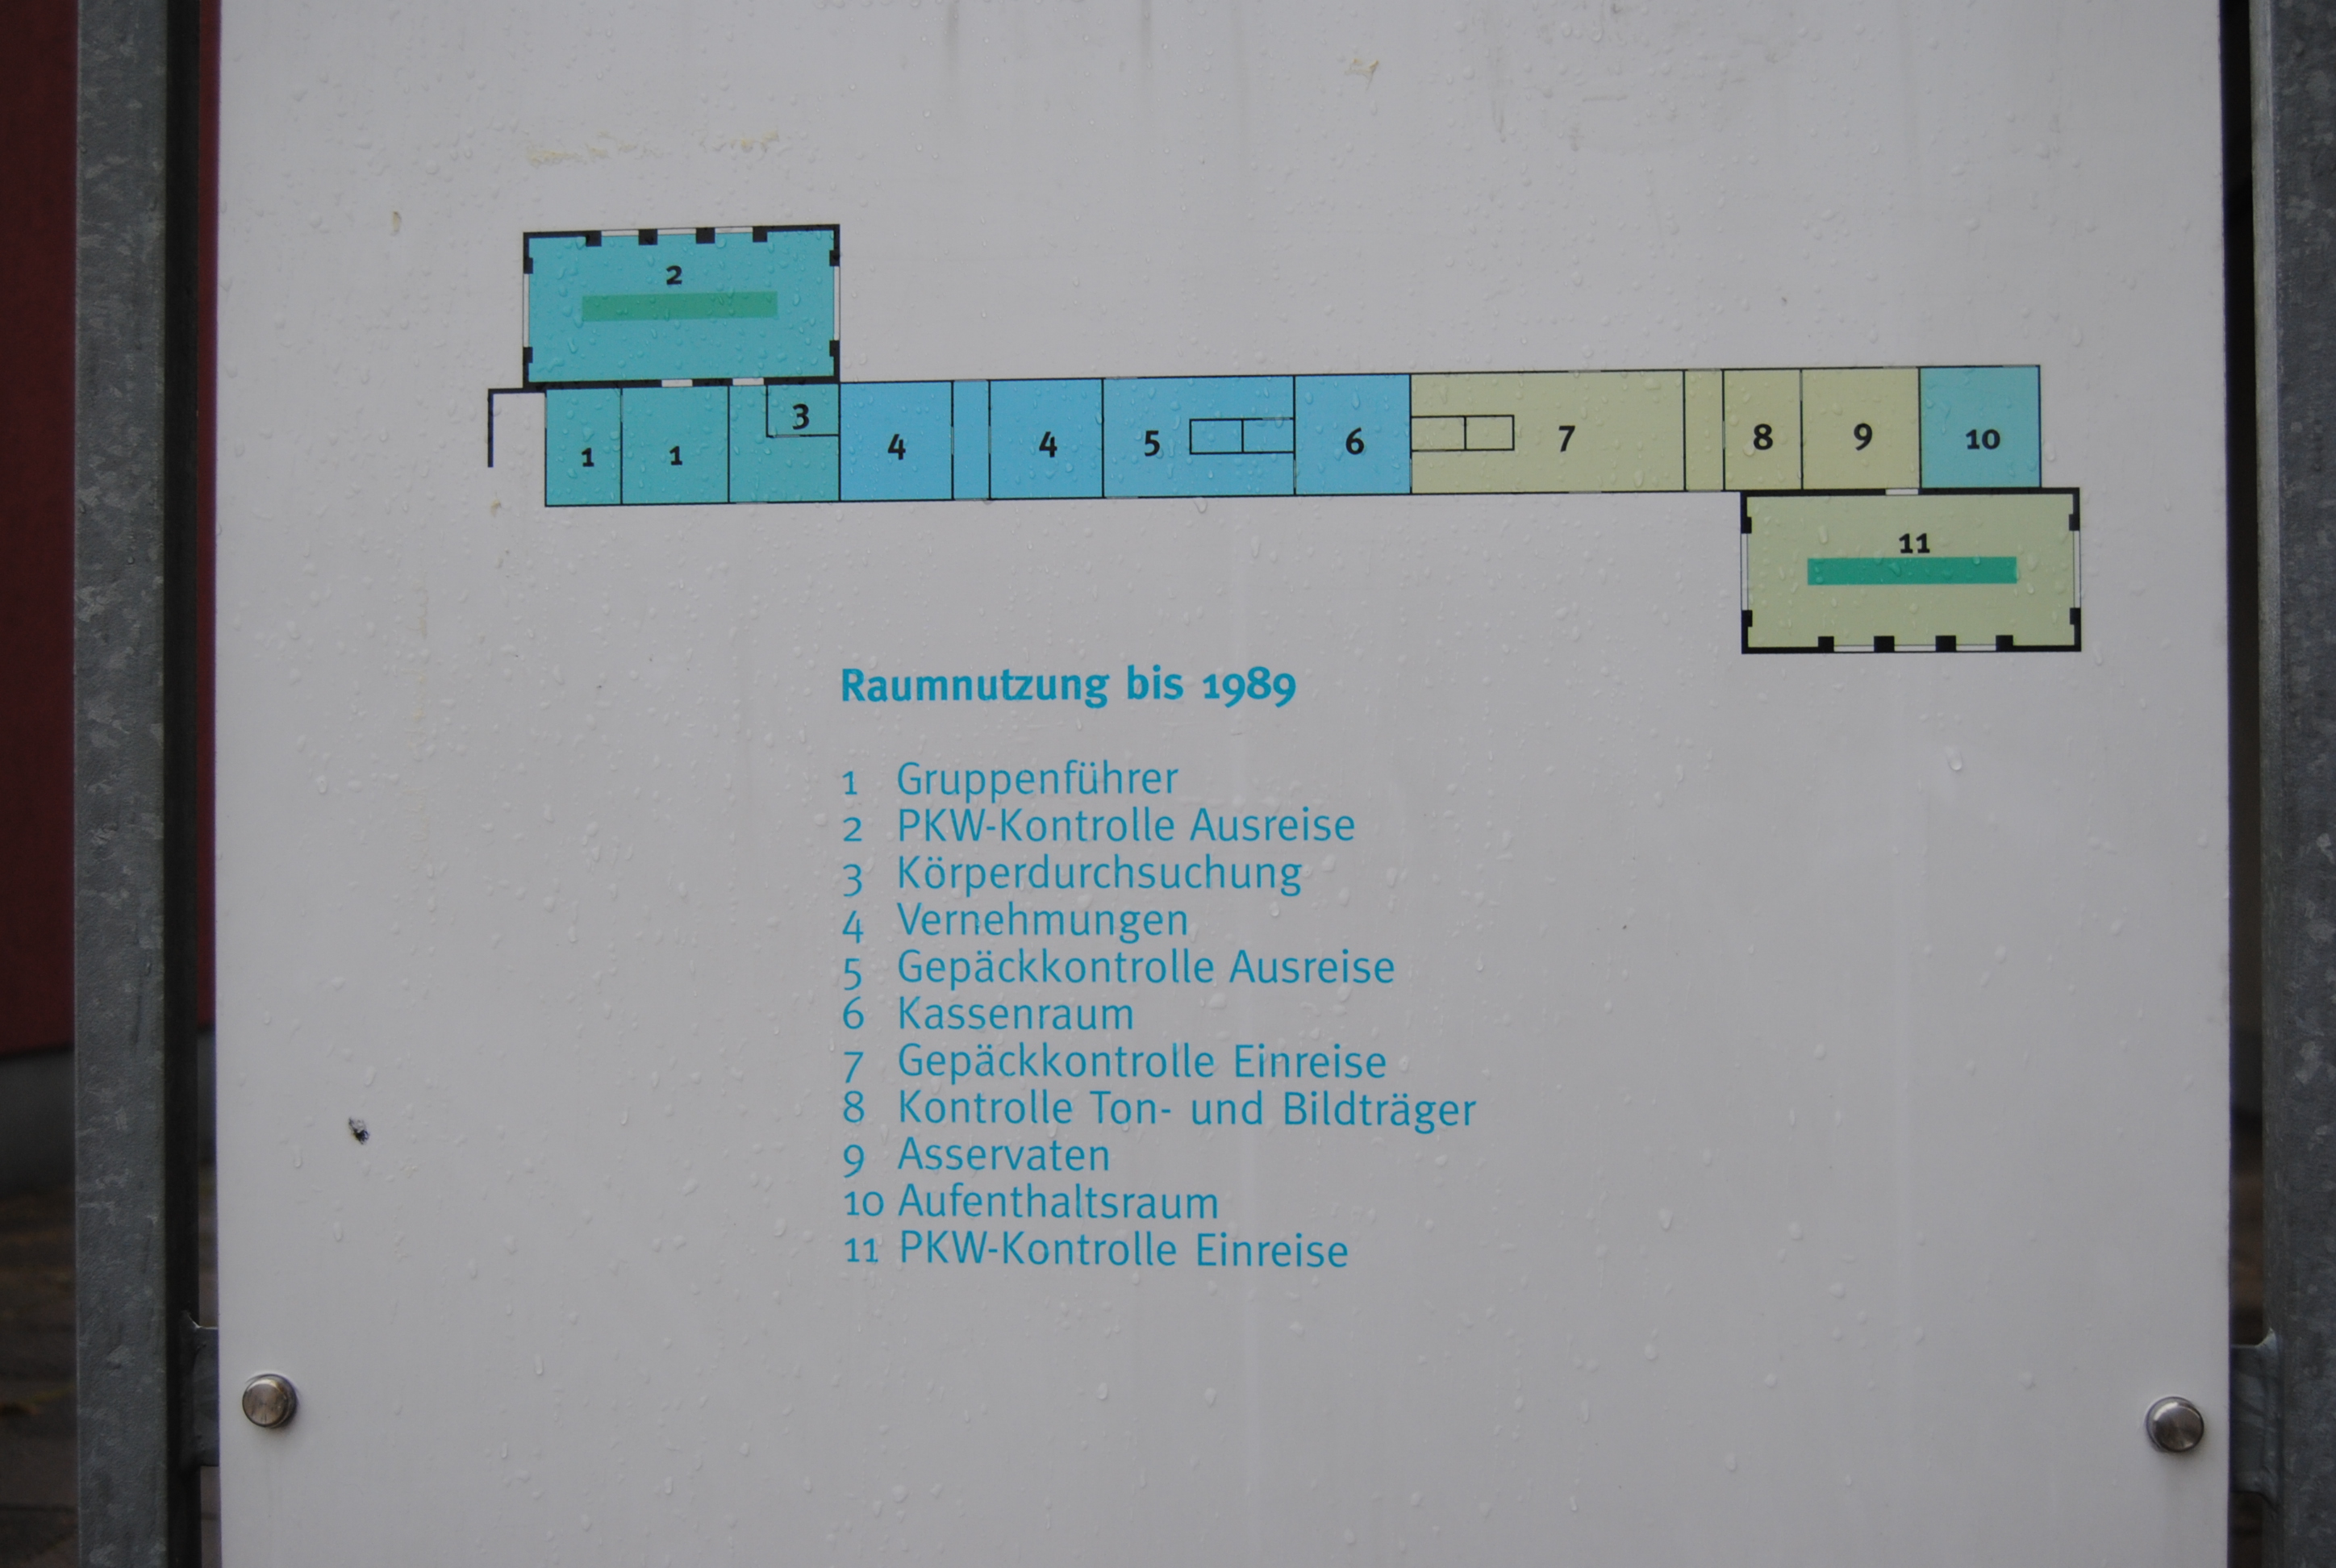 2
3
1 1 4 4 5 6 7 8 9 10
11
Raumnutzung bis 1989
1 Gruppenführer
2 PKW-Kontrolle Ausreise
3 Körperdurchsuchung
4 Vernehmungen
5 Gepäckkontrolle Ausreise
6 Kassenraum
7 Gepäckkontrolle Einreise
8 Kontrolle Ton- und Bildträger
9 Asservaten
10 Aufenthaltsraum
11 PKW-Kontrolle Einreise